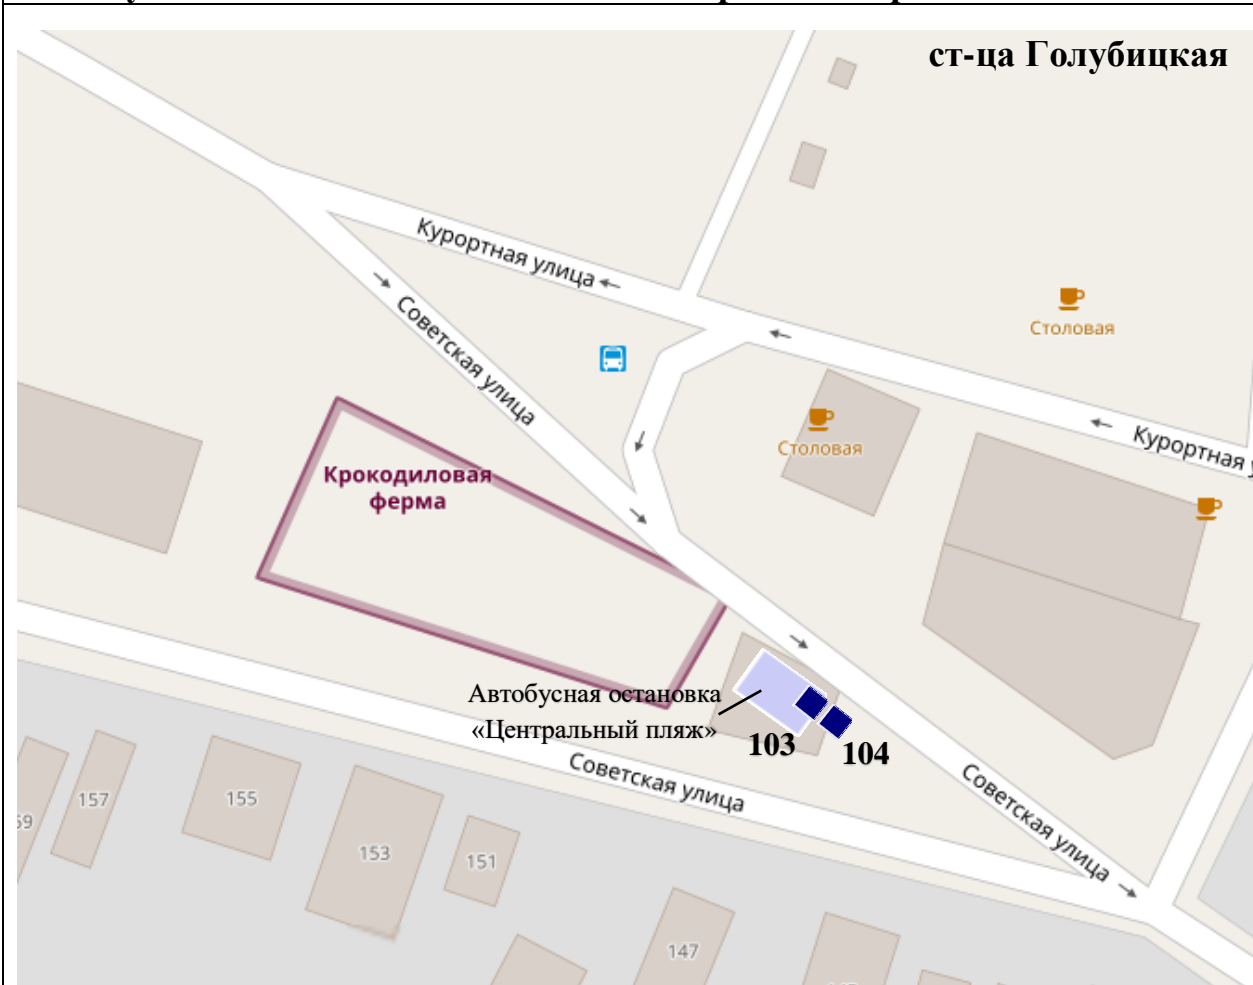 ст-ца Голубицкая
Курортная улица
Советская улица
Столовая
Столовая
Курортная у
Крокодиловая
ферма
Автобусная остановка
«Центральный пляж»
103
104
Советская улица
Советская улица
59
157
155
153
151
147